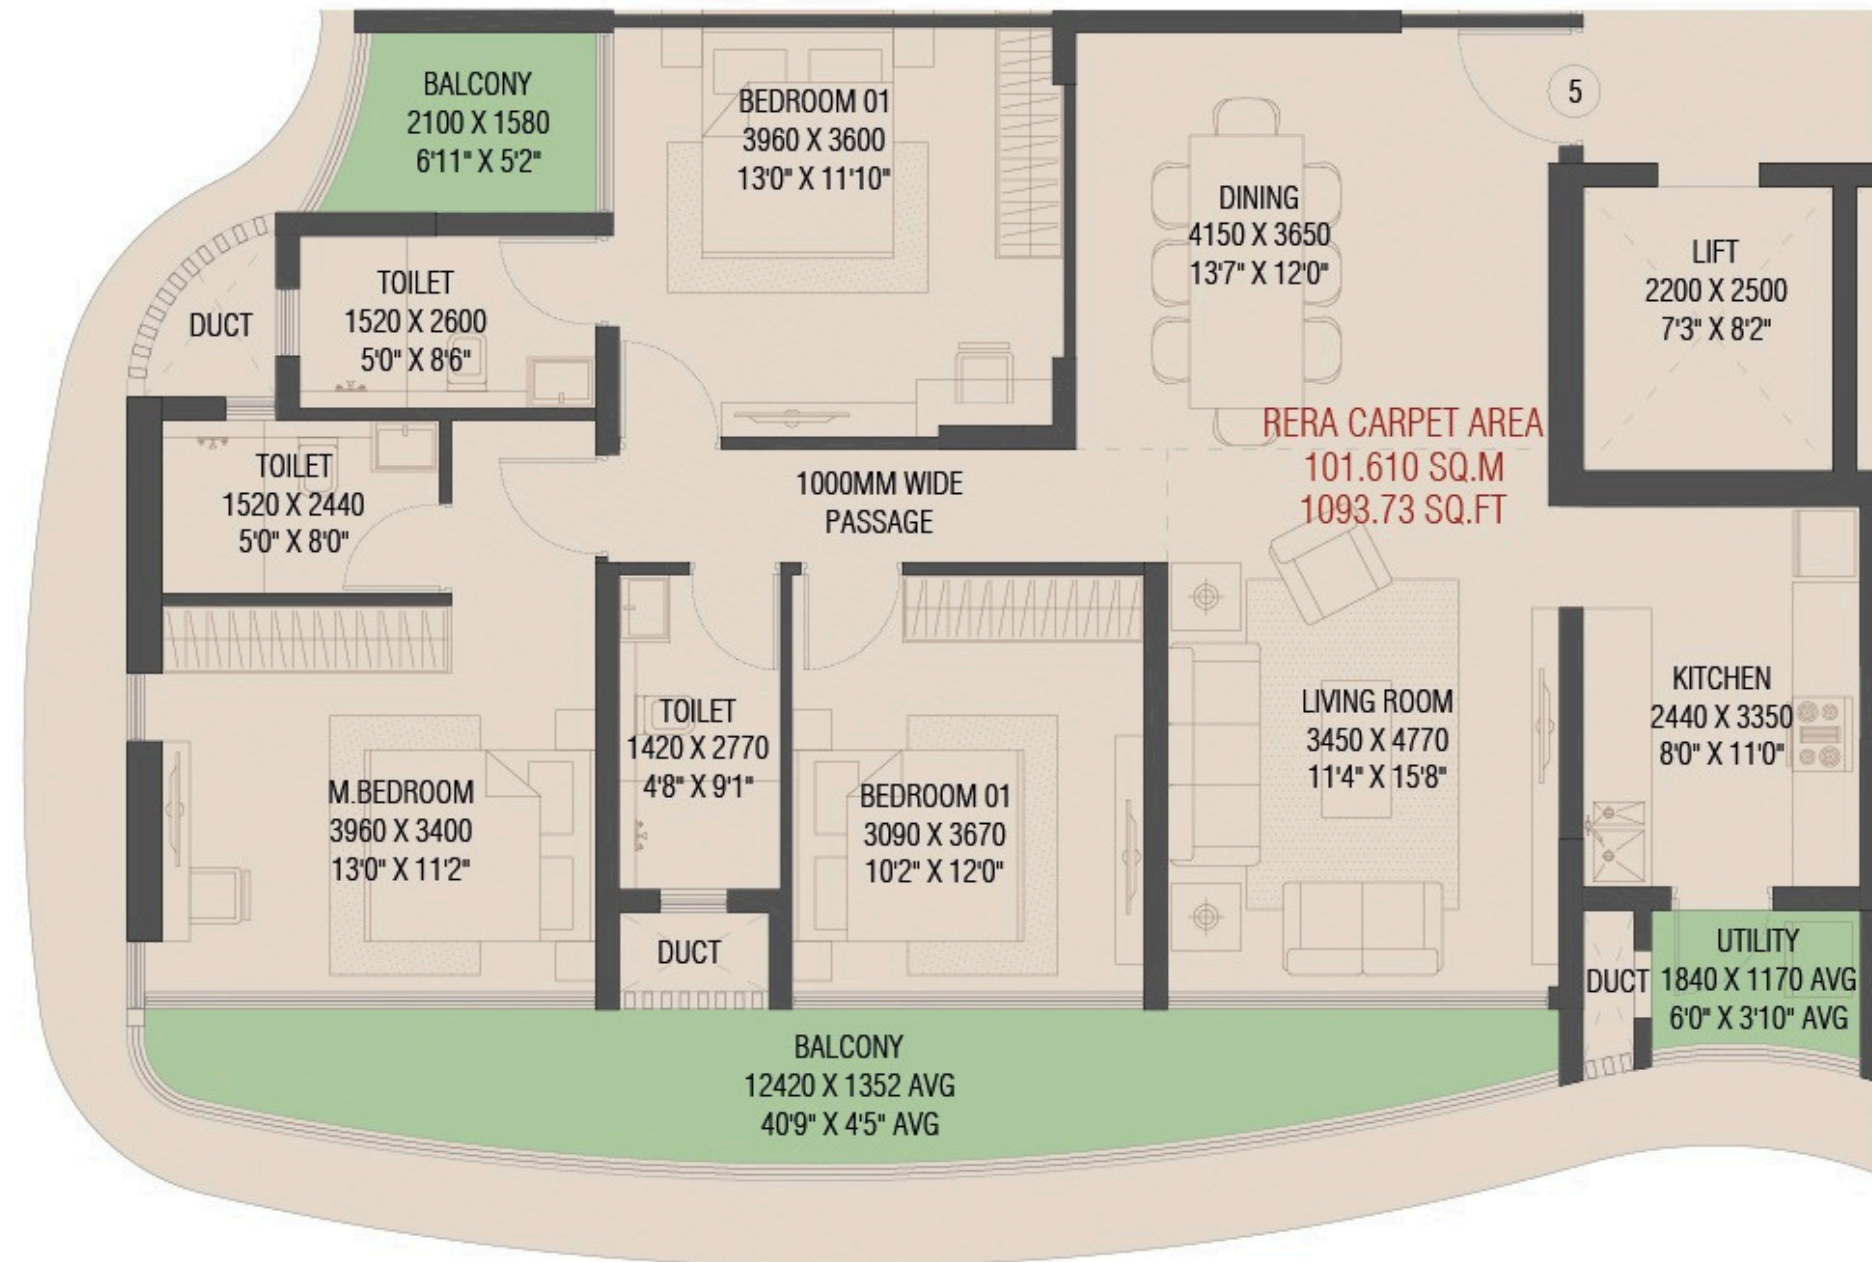 BALCONY
2100 X 1580
6'11" X 5'2"
BEDROOM 01
3960 X 3600
13'0" X 11'10"
5
DINING
4150 X 3650
13'7" X 12'0"
LIFT
2200 X 2500
7'3" X 8'2"
TOILET
1520 X 2600
5'0" X 8'6"
DUCT
RERA CARPET AREA
101.610 SQ.M
1093.73 SQ.FT
TOILET
1520 X 2440
5'0" X 8'0"
1000MM WIDE
PASSAGE
KITCHEN
2440 X 3350
8'0" X 11'0"
LIVING ROOM
3450 X 4770
11'4" X 15'8"
TOILET
1420 X 2770
4'8" X 9'1"
M.BEDROOM
3960 X 3400
13'0" X 11'2"
BEDROOM 01
3090 X 3670
10'2" X 12'0"
DUCT
DUCT
UTILITY
1840 X 1170 AVG
6'0" X 3'10" AVG
BALCONY
12420 X 1352 AVG
40'9" X 4'5" AVG